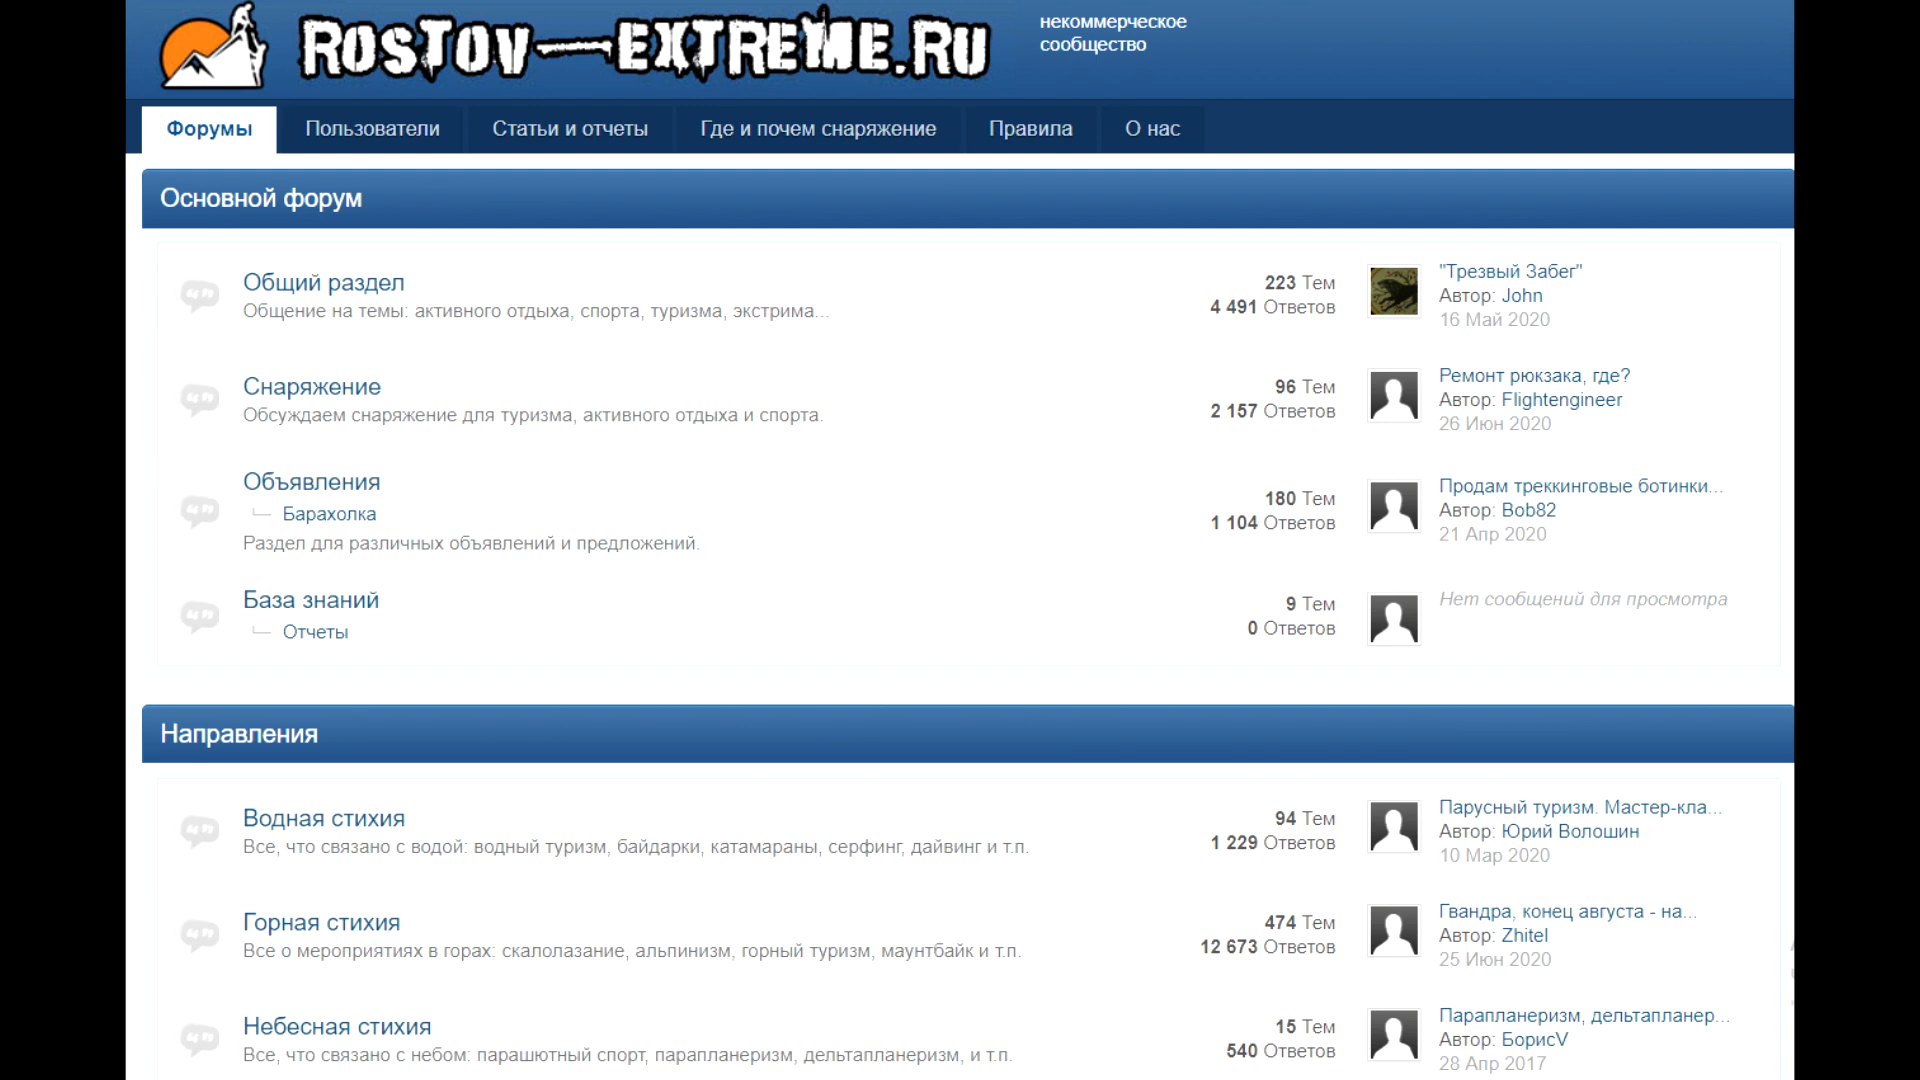 ROSTOV-EXTREME.RU
некоммерческое
сообщество
Форумы Пользователи Статьи и отчеты Где и почем снаряжение Правила О нас
Основной форум
Общий раздел
Общение на темы: активного отдыха, спорта, туризма, экстрима...
223 Тем
4 491 Ответов
"Трезвый Забег"
Автор: John
16 Май 2020
Снаряжение
Обсуждаем снаряжение для туризма, активного отдыха и спорта.
96 Тем
2 157 Ответов
Ремонт рюкзака, где?
Автор: Flightengineer
26 Июн 2020
Объявления
Барахолка
Раздел для различных объявлений и предложений.
180 Тем
1 104 Ответов
Продам треккинговые ботинки...
Автор: Bob82
21 Апр 2020
База знаний
Отчеты
9 Тем
0 Ответов
Нет сообщений для просмотра
Направления
Водная стихия
Все, что связано с водой: водный туризм, байдарки, катамараны, серфинг, дайвинг и т.п.
94 Тем
1 229 Ответов
Парусный туризм. Мастер-кла...
Автор: Юрий Волошин
10 Мар 2020
Горная стихия
Все о мероприятиях в горах: скалолазание, альпинизм, горный туризм, маунтбайк и т.п.
474 Тем
12 673 Ответов
Гвандра, конец августа - на...
Автор: Zhitel
25 Июн 2020
Небесная стихия
Все, что связано с небом: парашютный спорт, парапланеризм, дельтапланеризм, и т.п.
15 Тем
540 Ответов
Парапланеризм, дельтапланер...
Автор: БорисV
28 Апр 2017